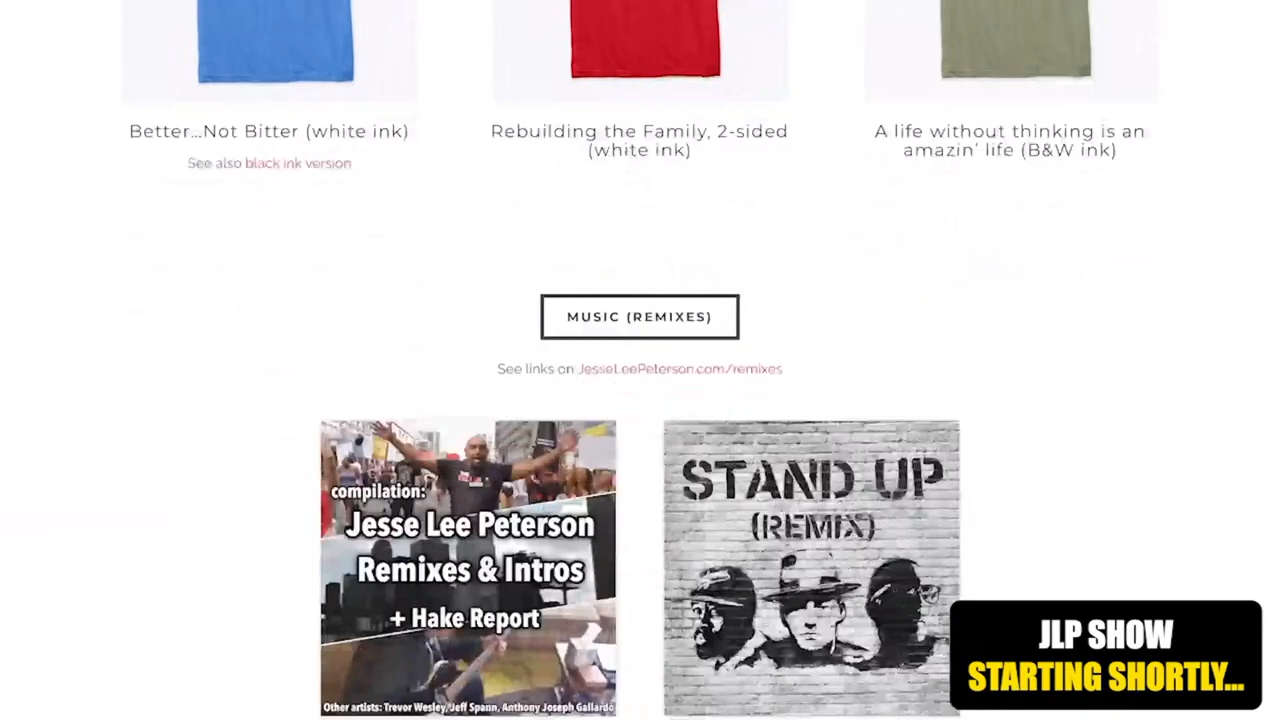 Better...Not Bitter (white ink)
See also black ink version
Rebuilding the Family, 2-sided
(white ink)
A life without thinking is an
amazin' life (B&W ink)
MUSIC (REMIXES)
See links on JesseLeePeterson.com/remixes
compilation:
Jesse Lee Peterson
Remixes & Intros
+ Hake Report
Other artists: Trevor Wesley, Jeff Spann, Anthony Joseph Gallardo
STAND UP
(REMIX)
JLP SHOW
STARTING SHORTLY...